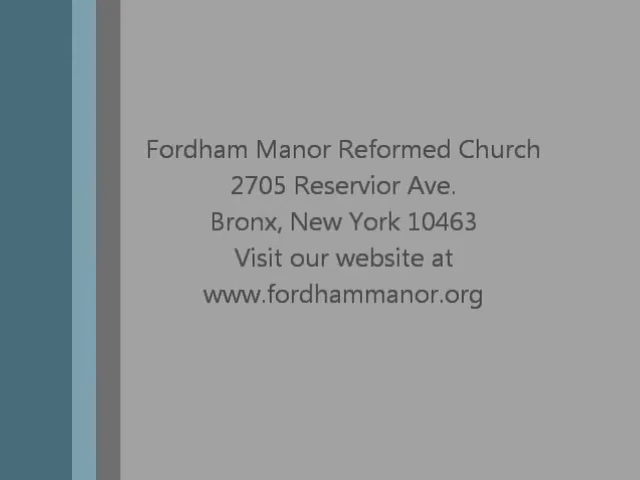 Fordham Manor Reformed Church
2705 Reservior Ave.
Bronx, New York 10463
Visit our website at
www.fordhammanor.org